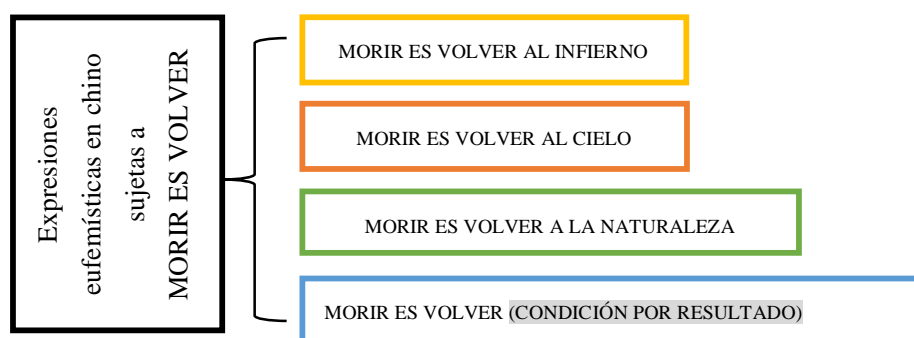 Expresiones
eufemísticas en chino
sujetas a
MORIR ES VOLVER
MORIR ES VOLVER AL INFIERNO
MORIR ES VOLVER AL CIELO
MORIR ES VOLVER A LA NATURALEZA
MORIR ES VOLVER (CONDICIÓN POR RESULTADO)